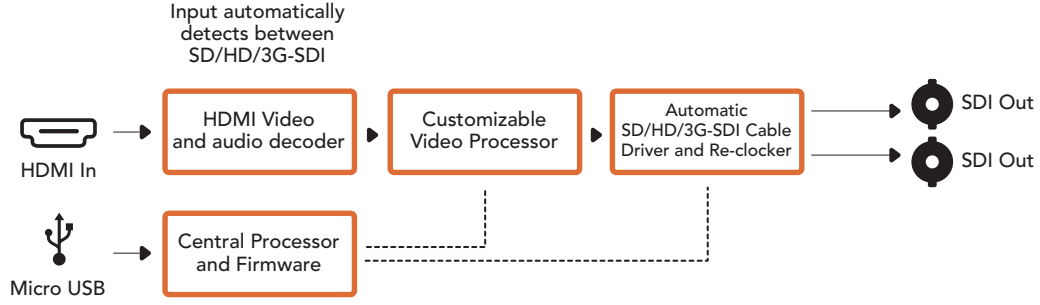 Input automatically
detects between
SD/HD/3G-SDI
HDMI In
HDMI Video
and audio decoder
Customizable
Video Processor
Automatic
SD/HD/3G-SDI Cable
Driver and Re-clocker
SDI Out
SDI Out
Micro USB
Central Processor
and Firmware